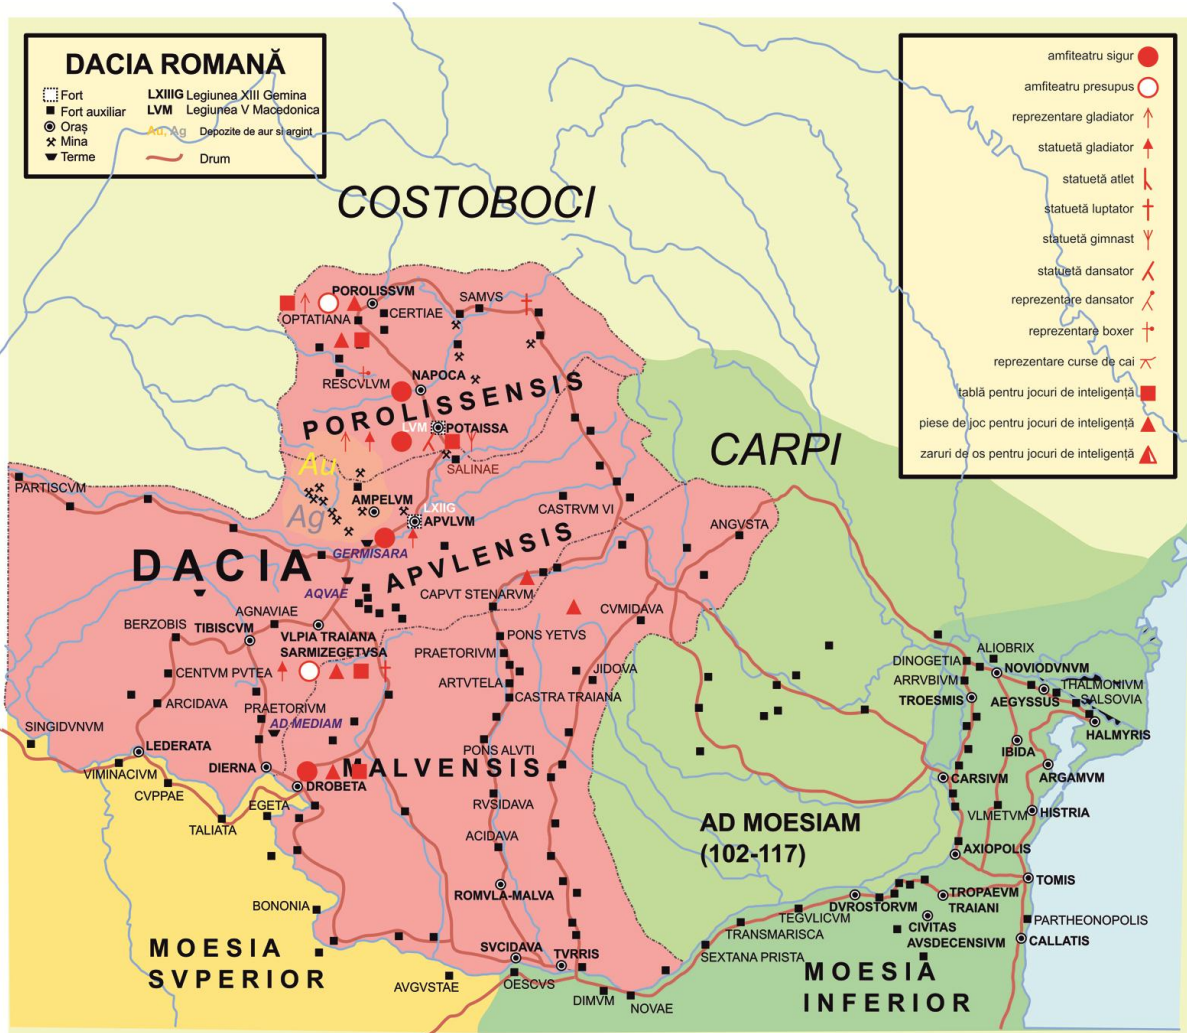 DACIA ROMANĂ
Fort
Fort auxiliar
Oraș
Mina
Terme
LXIIIG Legiunea XIII Gemina
LVM Legiunea V Macedonica
Au, Ag Depozite de aur si argint
Drum
amfiteatru sigur
amfiteatru presupus
reprezentare gladiator
statuetă gladiator
statuetă atlet
statuetă luptator
statuetă gimnast
statuetă dansator
reprezentare dansator
reprezentare boxer
reprezentare curse de cai
tablă pentru jocuri de inteligență
piese de joc pentru jocuri de inteligență
zaruri de os pentru jocuri de inteligență
COSTOBOCI
POROLISSVM
SAMVS
OPTATIANA
CERTIAE
RESCVLVM
NAPOCA
POROLISSENSIS
LVM
POTAISSA
CARPI
SALINAE
Au
PARTISCVM
AMPELVM
CASTRVM VI
Ag
LXIIG
APVLVM
ANGVSTA
GERMISARA
DACIA
APVLENSIS
AQVAE
CAPVT STENARVM
AGNAVIAE
CVMIDAVA
BERZOBIS
TIBISCVM
VLPIA TRAIANA
SARMIZEGETVSA
PONS VETVS
PRAETORIVM
ALIOBRIX
DINOGETIA
NOVIODVNVM
CENTVM PVTEA
JIDOVA
ARRVBIVM
ARTVTELA
THALMONIVM
CASTRA TRAIANA
TROESMIS
AEGYSSUS
SALSOVIA
ARCIDAVA
PRAETORIVM
AD MEDIAM
SINGIDVNVM
HALMYRIS
LEDERATA
PONS ALVTI
IBIDA
VIMINACIVM
DIERNA
MALVENSIS
CARSIVM
ARGAMVM
CVPPAE
DROBETA
EGETA
RVSIDAVA
VLMETVM
HISTRIA
TALIATA
AD MOESIAM
(102-117)
ACIDAVA
AXIOPOLIS
TOMIS
ROMVLA-MALVA
DVROSTORVM
TROPAEVM
TRAIANI
BONONIA
TEGVLICVM
CIVITAS
AVSDECENSIVM
PARTHEONOPOLIS
TRANSMARISCA
CALLATIS
MOESIA
SVPERIOR
SVCIDAVA
TVRRIS
SEXTANA PRISTA
MOESIA
INFERIOR
AVGVSTAE
OESCVS
DIMVM
NOVAE